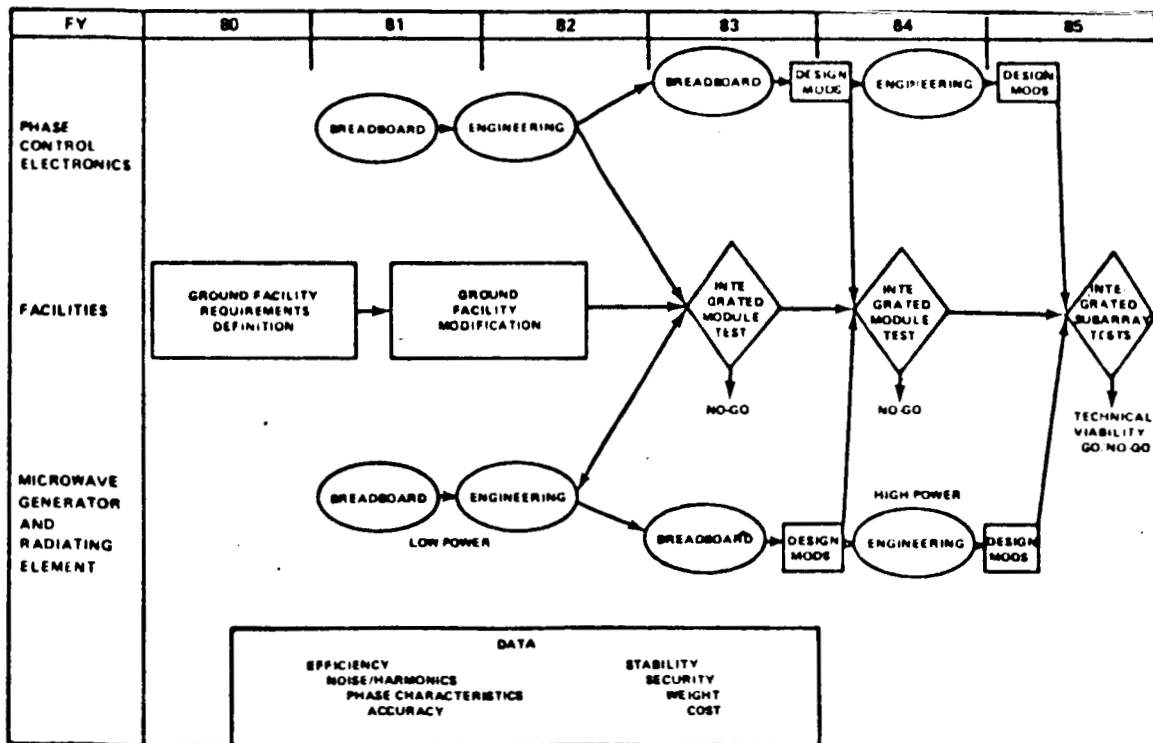 FY 80 81 82 83 84 85
PHASE
CONTROL
ELECTRONICS
BREADBOARD
ENGINEERING
BREADBOARD
DESIGN
MODS
ENGINEERING
DESIGN
MODS
FACILITIES
GROUND FACILITY
REQUIREMENTS
DEFINITION
GROUND
FACILITY
MODIFICATION
INTE
GRATED
MODULE
TEST
NO-GO
INTE
GRATED
MODULE
TEST
NO-GO
INTE-
GRATED
SUBARRAY
TESTS
TECHNICAL
VIABILITY
GO/NO-GO
MICROWAVE
GENERATOR
AND
RADIATING
ELEMENT
BREADBOARD
ENGINEERING
LOW POWER
BREADBOARD
DESIGN
MODS
HIGH POWER
ENGINEERING
DESIGN
MODS
DATA
EFFICIENCY
NOISE/HARMONICS
PHASE CHARACTERISTICS
ACCURACY
STABILITY
SECURITY
WEIGHT
COST